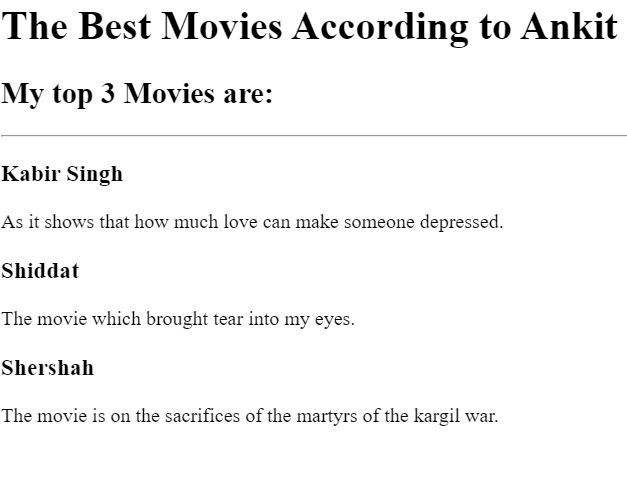 The Best Movies According to Ankit
My top 3 Movies are:
Kabir Singh
As it shows that how much love can make someone depressed.
Shiddat
The movie which brought tear into my eyes.
Shershah
The movie is on the sacrifices of the martyrs of the kargil war.